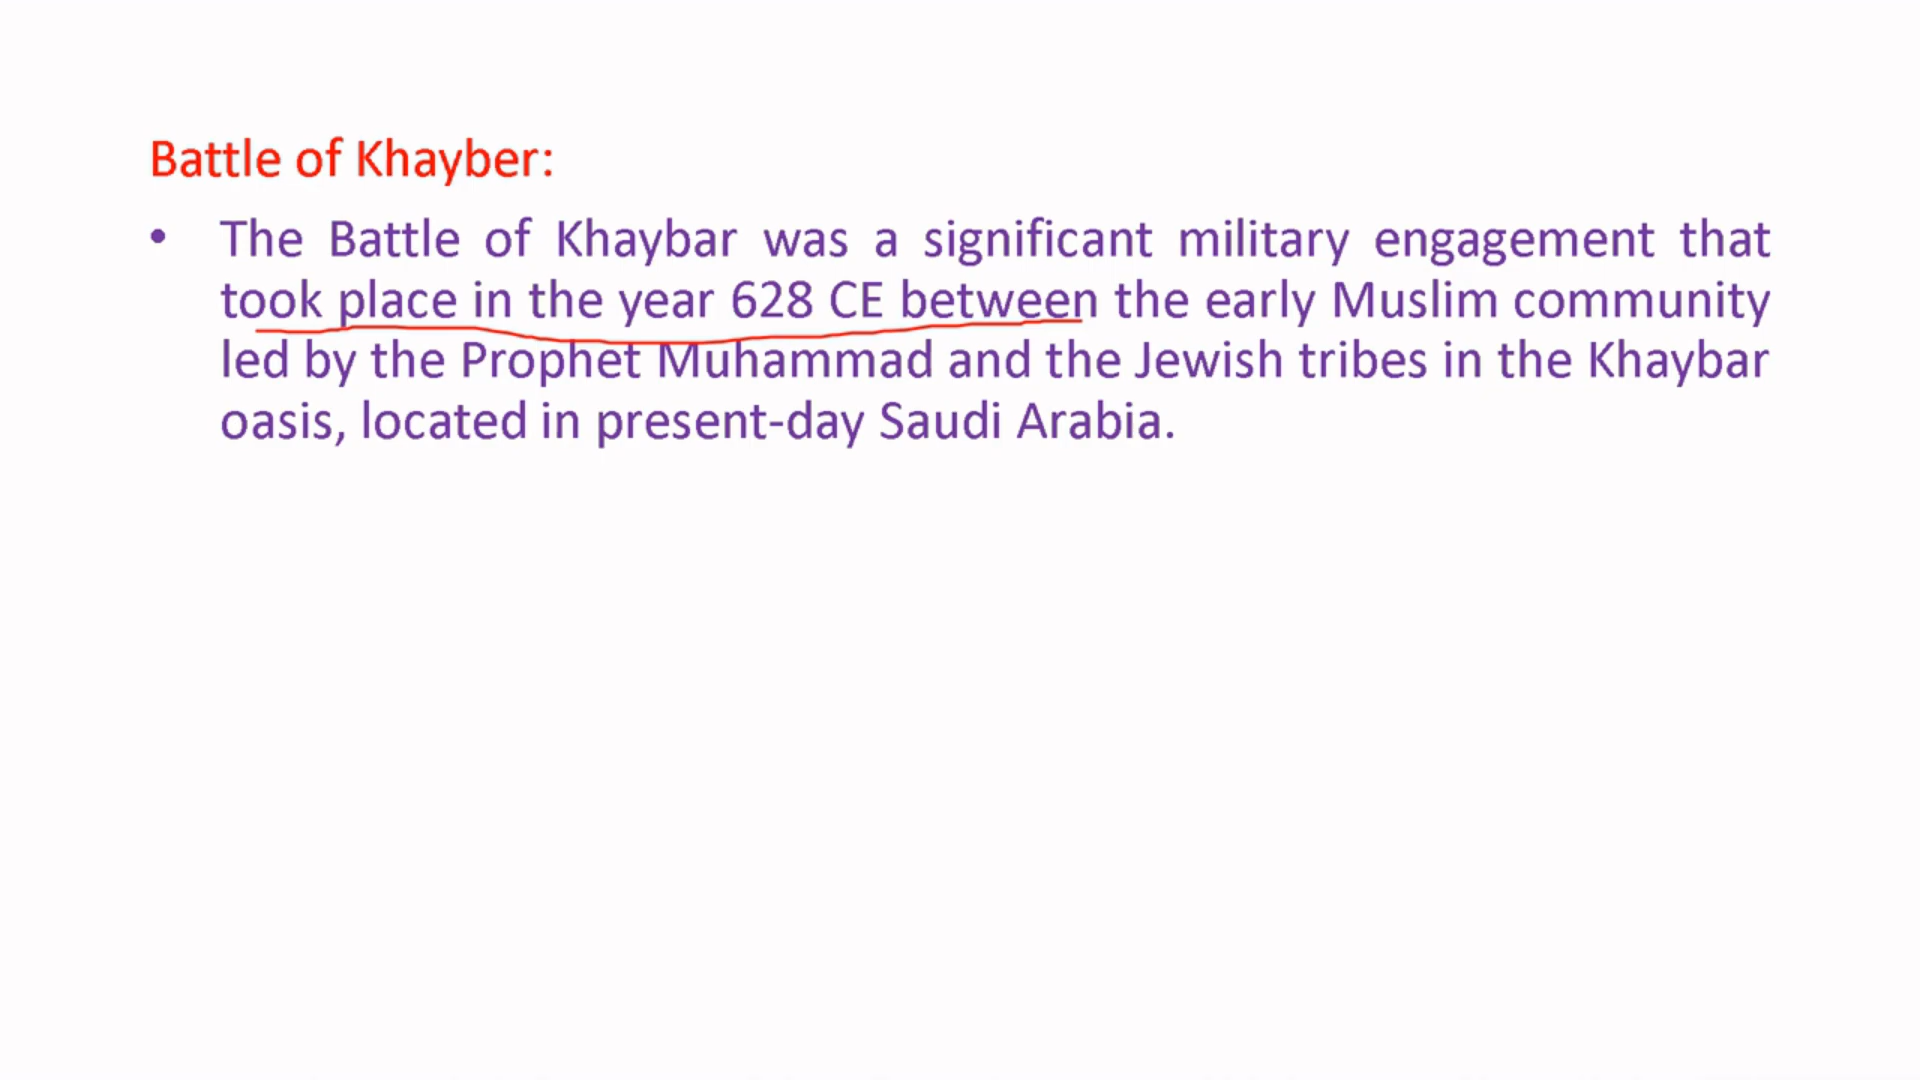 Battle of Khayber:
• The Battle of Khaybar was a significant military engagement that
took place in the year 628 CE between the early Muslim community
led by the Prophet Muhammad and the Jewish tribes in the Khaybar
oasis, located in present-day Saudi Arabia.